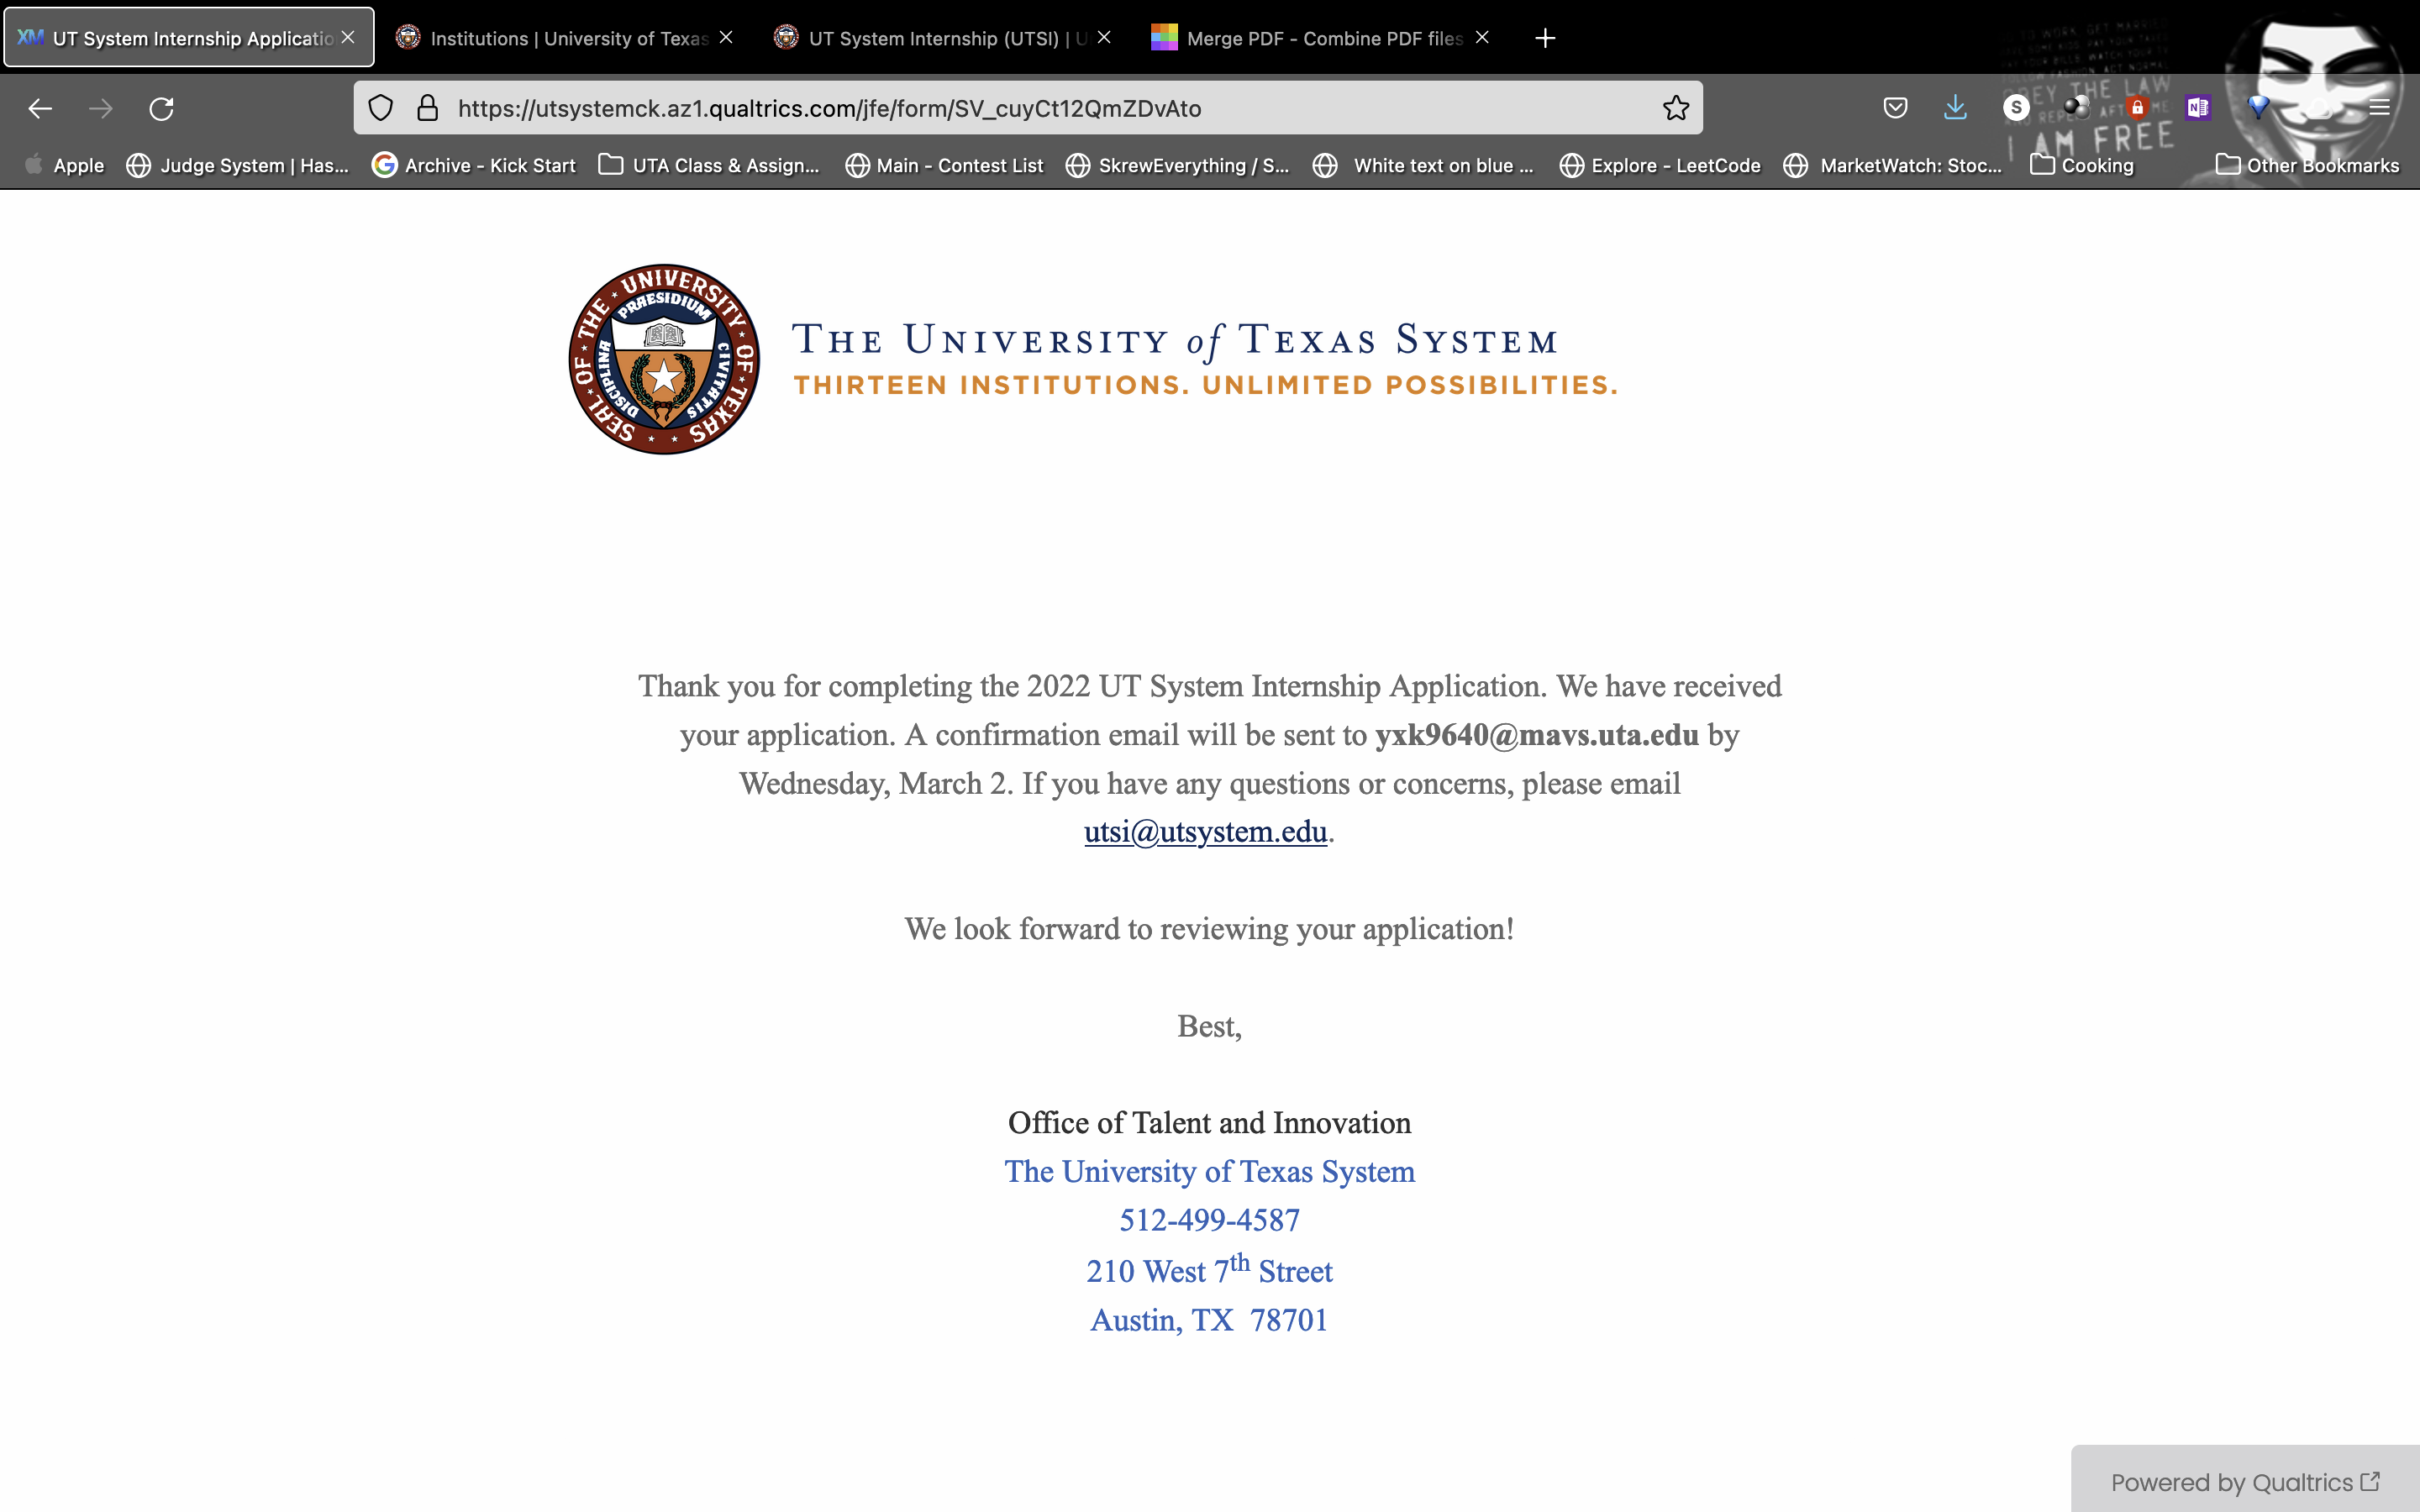 UT System Internship Applicatio
Institutions | University of Texas
UT System Internship (UTSI) | U
Merge PDF - Combine PDF files
https://utsystemck.az1.qualtrics.com/jfe/form/SV_cuyCt12QmZDvAto
OBEY THE LAW
I AM FREE
Apple
Judge System | Has...
Archive - Kick Start
UTA Class & Assign...
Main - Contest List
SkrewEverything / S...
White text on blue ...
Explore - LeetCode
MarketWatch: Stoc...
Cooking
Other Bookmarks
SEAL · OF · THE · UNIVERSITY · OF · TEXAS
PRAESIDIUM
DISCIPLINA
CIVITATIS
THE UNIVERSITY of TEXAS SYSTEM
THIRTEEN INSTITUTIONS. UNLIMITED POSSIBILITIES.
Thank you for completing the 2022 UT System Internship Application. We have received
your application. A confirmation email will be sent to yxk9640@mavs.uta.edu by
Wednesday, March 2. If you have any questions or concerns, please email
utsi@utsystem.edu.
We look forward to reviewing your application!
Best,
Office of Talent and Innovation
The University of Texas System
512-499-4587
210 West 7th Street
Austin, TX 78701
Powered by Qualtrics